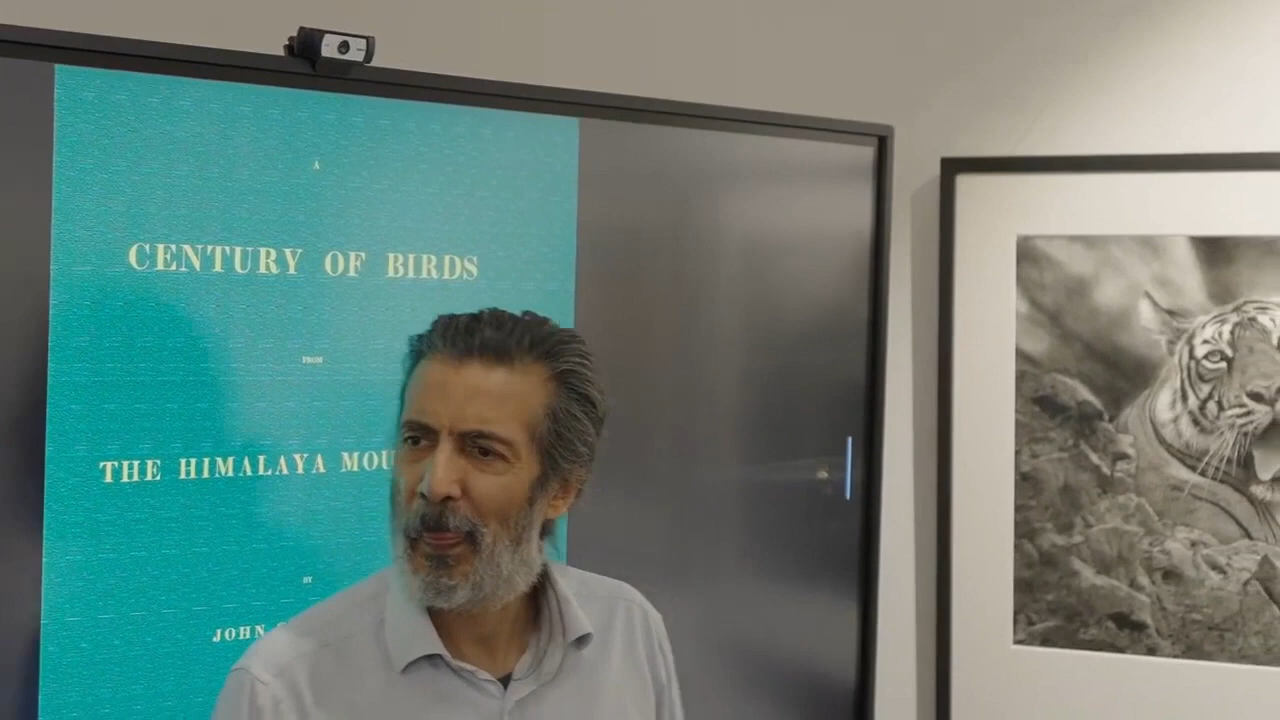 A
CENTURY OF BIRDS
FROM
THE HIMALAYA MOU
BY
JOHN